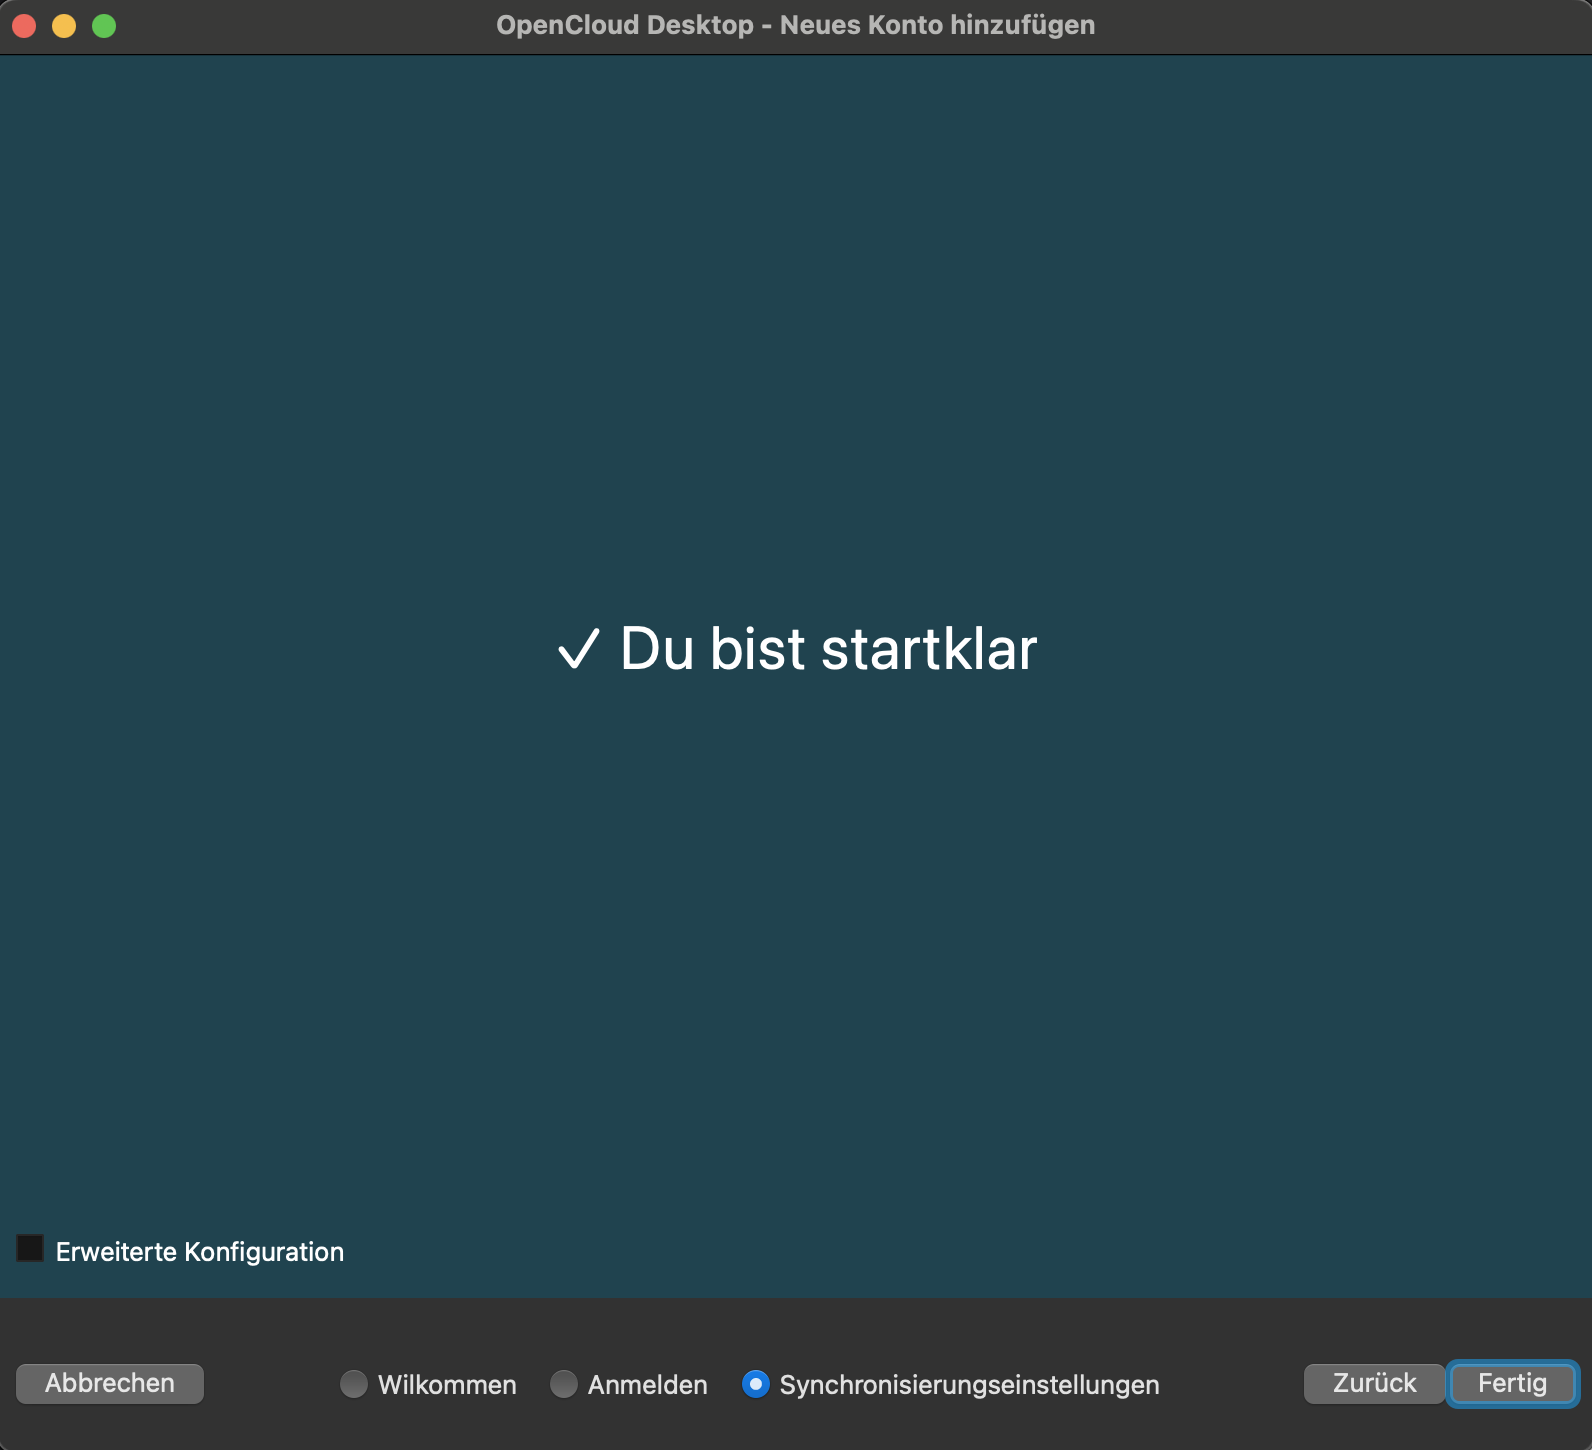 OpenCloud Desktop - Neues Konto hinzufügen
✓ Du bist startklar
Erweiterte Konfiguration
Abbrechen
Wilkommen
Anmelden
Synchronisierungseinstellungen
Zurück
Fertig